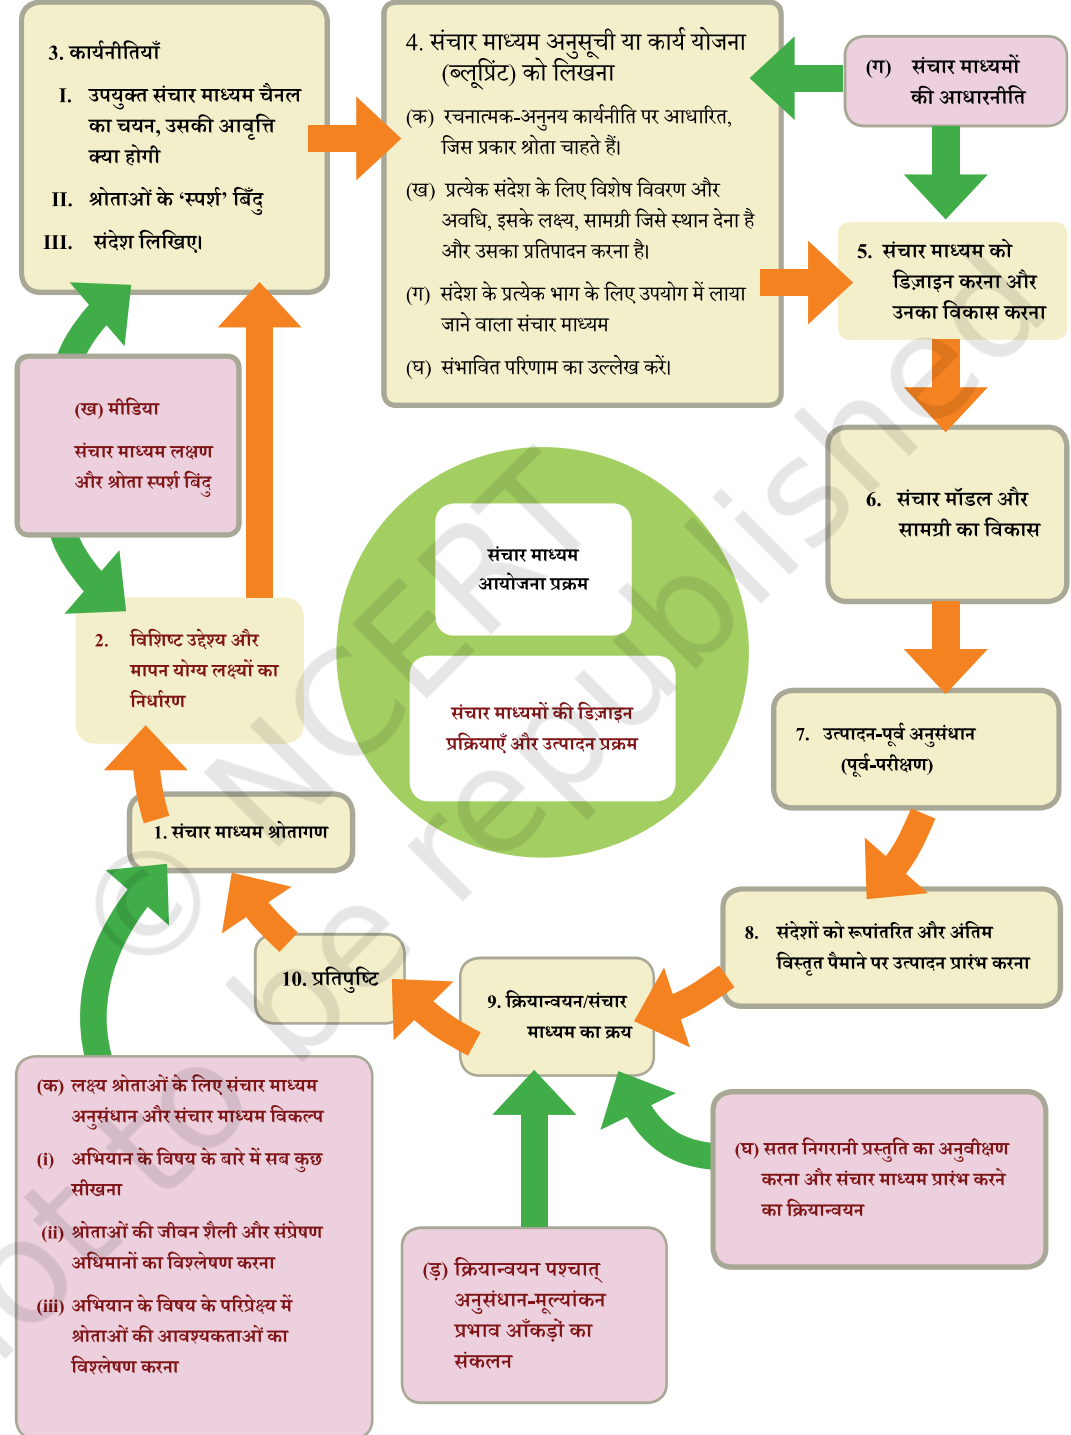 3. कार्यनीतियाँ
I. उपयुक्त संचार माध्यम चैनल
का चयन, उसकी आवृत्ति
क्या होगी
II. श्रोताओं के ‘स्पर्श’ बिँदु
III. संदेश लिखिए।
4. संचार माध्यम अनुसूची या कार्य योजना
(ब्लूप्रिंट) को लिखना
(क) रचनात्मक-अनुनय कार्यनीति पर आधारित,
जिस प्रकार श्रोता चाहते हैं।
(ख) प्रत्येक संदेश के लिए विशेष विवरण और
अवधि, इसके लक्ष्य, सामग्री जिसे स्थान देना है
और उसका प्रतिपादन करना है।
(ग) संदेश के प्रत्येक भाग के लिए उपयोग में लाया
जाने वाला संचार माध्यम
(घ) संभावित परिणाम का उल्लेख करें।
(ग) संचार माध्यमों
की आधारनीति
5. संचार माध्यम को
डिज़ाइन करना और
उनका विकास करना
(ख) मीडिया
संचार माध्यम लक्षण
और श्रोता स्पर्श बिंदु
6. संचार मॉडल और
सामग्री का विकास
संचार माध्यम
आयोजना प्रक्रम
2. विशिष्ट उद्देश्य और
मापन योग्य लक्ष्यों का
निर्धारण
संचार माध्यमों की डिज़ाइन
प्रक्रियाएँ और उत्पादन प्रक्रम
7. उत्पादन-पूर्व अनुसंधान
(पूर्व-परीक्षण)
1. संचार माध्यम श्रोतागण
8. संदेशों को रूपांतरित और अंतिम
विस्तृत पैमाने पर उत्पादन प्रारंभ करना
10. प्रतिपुष्टि
9. क्रियान्वयन/संचार
माध्यम का क्रय
(क) लक्ष्य श्रोताओं के लिए संचार माध्यम
अनुसंधान और संचार माध्यम विकल्प
(i) अभियान के विषय के बारे में सब कुछ
सीखना
(ii) श्रोताओं की जीवन शैली और संप्रेषण
अधिमानों का विश्लेषण करना
(iii) अभियान के विषय के परिप्रेक्ष्य में
श्रोताओं की आवश्यकताओं का
विश्लेषण करना
(घ) सतत निगरानी प्रस्तुति का अनुवीक्षण
करना और संचार माध्यम प्रारंभ करने
का क्रियान्वयन
(ड़) क्रियान्वयन पश्चात्
अनुसंधान-मूल्यांकन
प्रभाव आँकड़ों का
संकलन
© NCERT
not to be republished